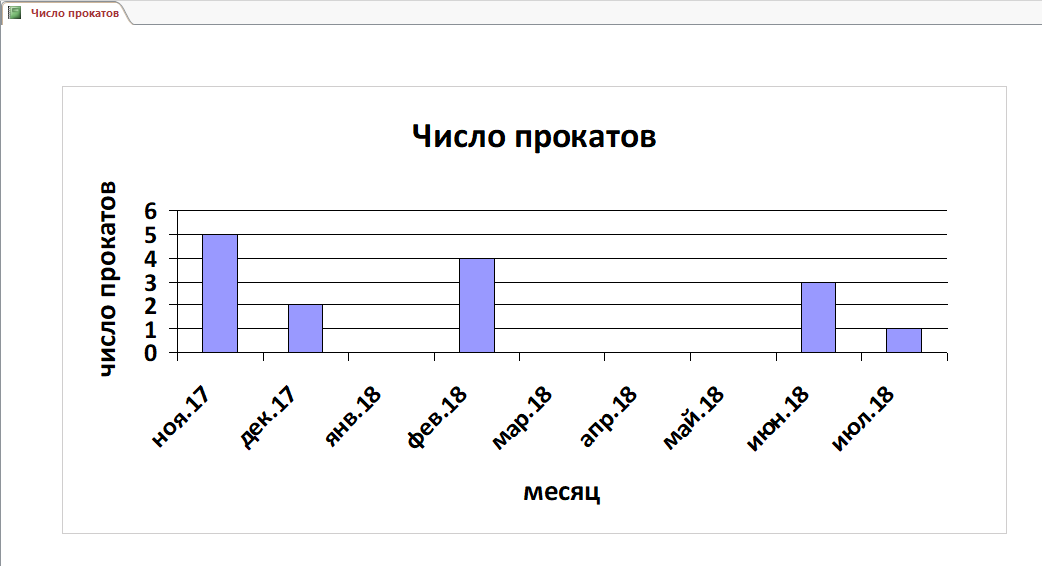 Число прокатов
Число прокатов
число прокатов
6
5
4
3
2
1
0
ноя.17
дек.17
янв.18
фев.18
мар.18
апр.18
май.18
июн.18
июл.18
месяц